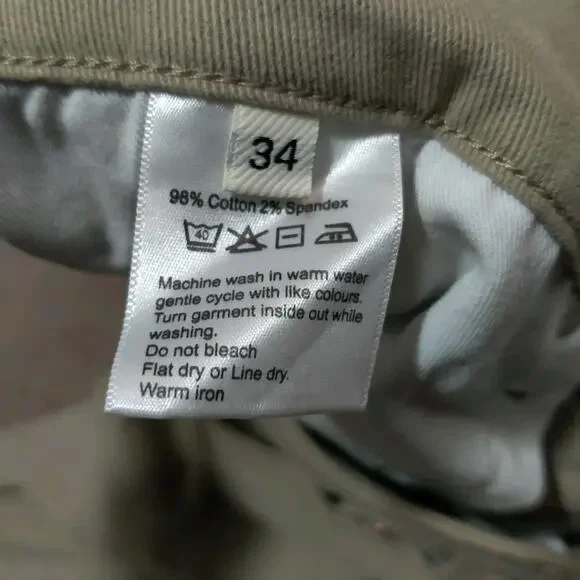 34
98% Cotton 2% Spandex
40
Machine wash in warm water
gentle cycle with like colours.
Turn garment inside out while
washing.
Do not bleach
Flat dry or Line dry.
Warm iron